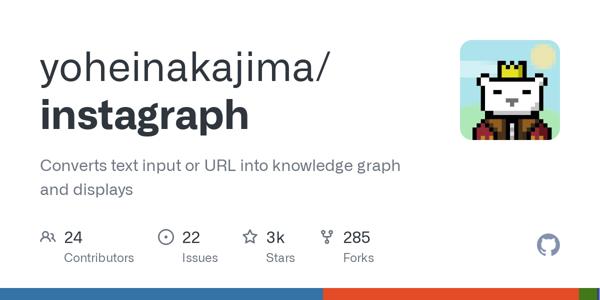 yoheinakajima/
instagraph
Converts text input or URL into knowledge graph
and displays
24 22 3k 285
Contributors Issues Stars Forks